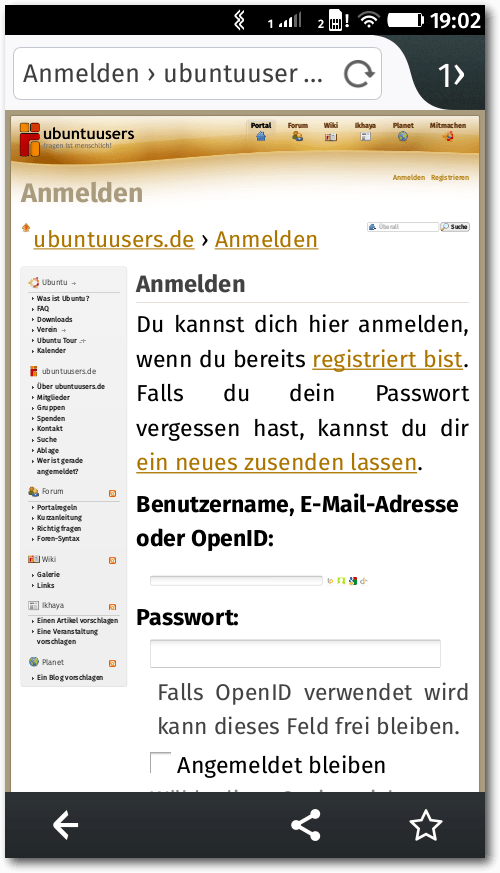 1 2 ! 19:02
Anmelden › ubuntuuser ... 1
ubuntuusers
fragen ist menschlich!
Portal Forum Wiki Ikhaya Planet Mitmachen
Anmelden Registrieren
Anmelden
ubuntuusers.de › Anmelden
Überall Suche
Ubuntu
Was ist Ubuntu?
FAQ
Downloads
Verein
Ubuntu Tour
Kalender
ubuntuusers.de
Über ubuntuusers.de
Mitglieder
Gruppen
Spenden
Kontakt
Suche
Ablage
Wer ist gerade
angemeldet?
Forum
Portalregeln
Kurzanleitung
Richtig fragen
Foren-Syntax
Wiki
Galerie
Links
Ikhaya
Einen Artikel vorschlagen
Eine Veranstaltung
vorschlagen
Planet
Ein Blog vorschlagen
Anmelden
Du kannst dich hier anmelden,
wenn du bereits registriert bist.
Falls du dein Passwort
vergessen hast, kannst du dir
ein neues zusenden lassen.
Benutzername, E-Mail-Adresse
oder OpenID:
Passwort:
Falls OpenID verwendet wird
kann dieses Feld frei bleiben.
Angemeldet bleiben